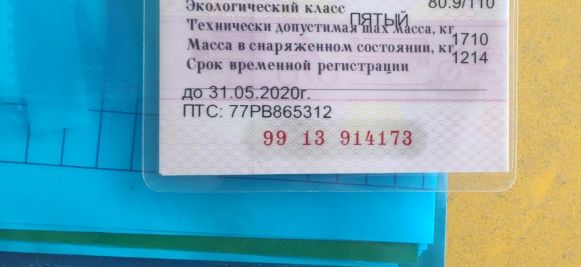 80.9/110
Экологический класс
ПЯТЫЙ
Технически допустимая max масса, кг
1710
Масса в снаряженном состоянии, кг
1214
Срок временной регистрации
до 31.05.2020г.
ПТС: 77РВ865312
99 13 914173